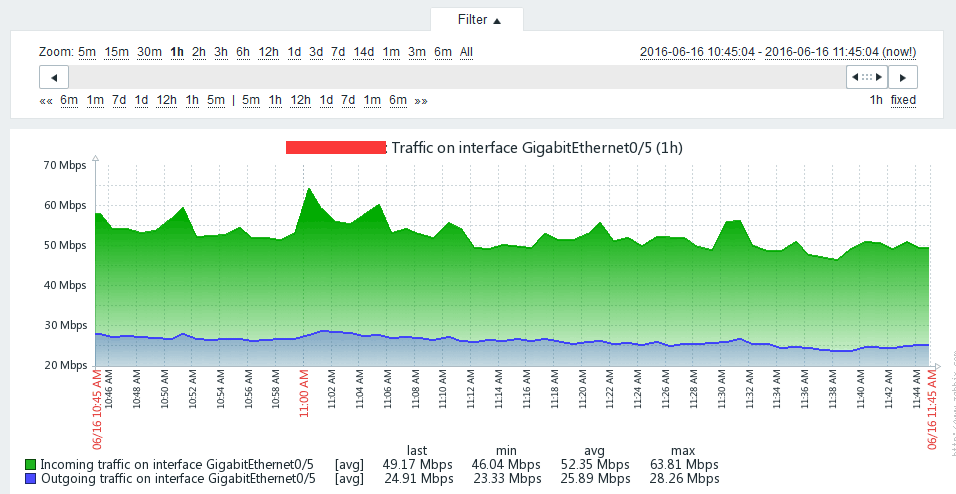 Filter ▲
Zoom: 5m 15m 30m 1h 2h 3h 6h 12h 1d 3d 7d 14d 1m 3m 6m All
2016-06-16 10:45:04 - 2016-06-16 11:45:04 (now!)
«« 6m 1m 7d 1d 12h 1h 5m | 5m 1h 12h 1d 7d 1m 6m »»
1h fixed
: Traffic on interface GigabitEthernet0/5 (1h)
70 Mbps
60 Mbps
50 Mbps
40 Mbps
30 Mbps
20 Mbps
06/16 10:45 AM
10:46 AM
10:48 AM
10:50 AM
10:52 AM
10:54 AM
10:56 AM
10:58 AM
11:00 AM
11:02 AM
11:04 AM
11:06 AM
11:08 AM
11:10 AM
11:12 AM
11:14 AM
11:16 AM
11:18 AM
11:20 AM
11:22 AM
11:24 AM
11:26 AM
11:28 AM
11:30 AM
11:32 AM
11:34 AM
11:36 AM
11:38 AM
11:40 AM
11:42 AM
11:44 AM
06/16 11:45 AM
last min avg max
Incoming traffic on interface GigabitEthernet0/5 [avg] 49.17 Mbps 46.04 Mbps 52.35 Mbps 63.81 Mbps
Outgoing traffic on interface GigabitEthernet0/5 [avg] 24.91 Mbps 23.33 Mbps 25.89 Mbps 28.26 Mbps